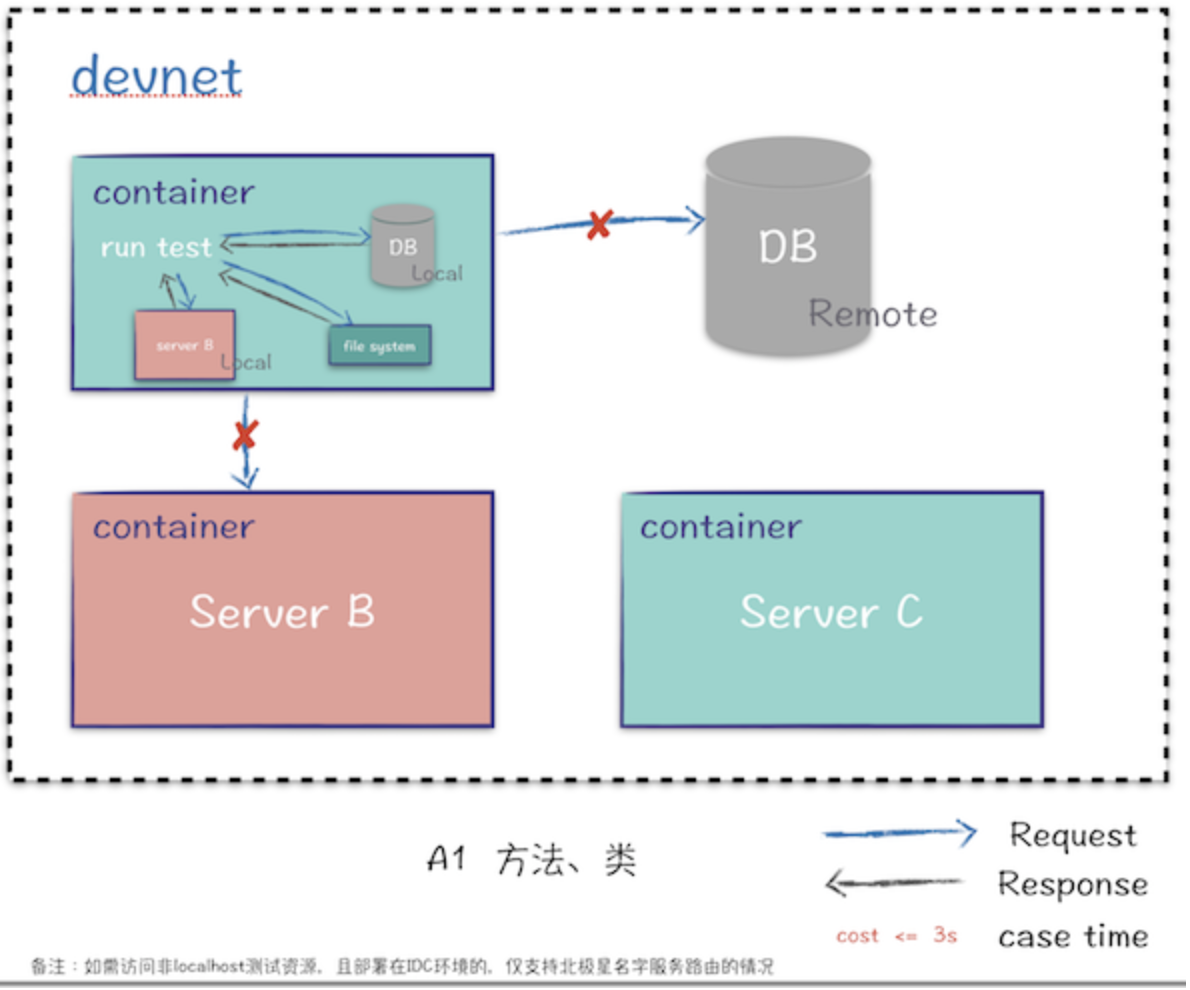 devnet
container
run test
DB
Local
server B
Local
file system
DB
Remote
container
Server B
container
Server C
A1 方法、类
Request
Response
cost <= 3s case time
备注：如需访问非localhost测试资源，且部署在IDC环境的，仅支持北极星名字服务路由的情况